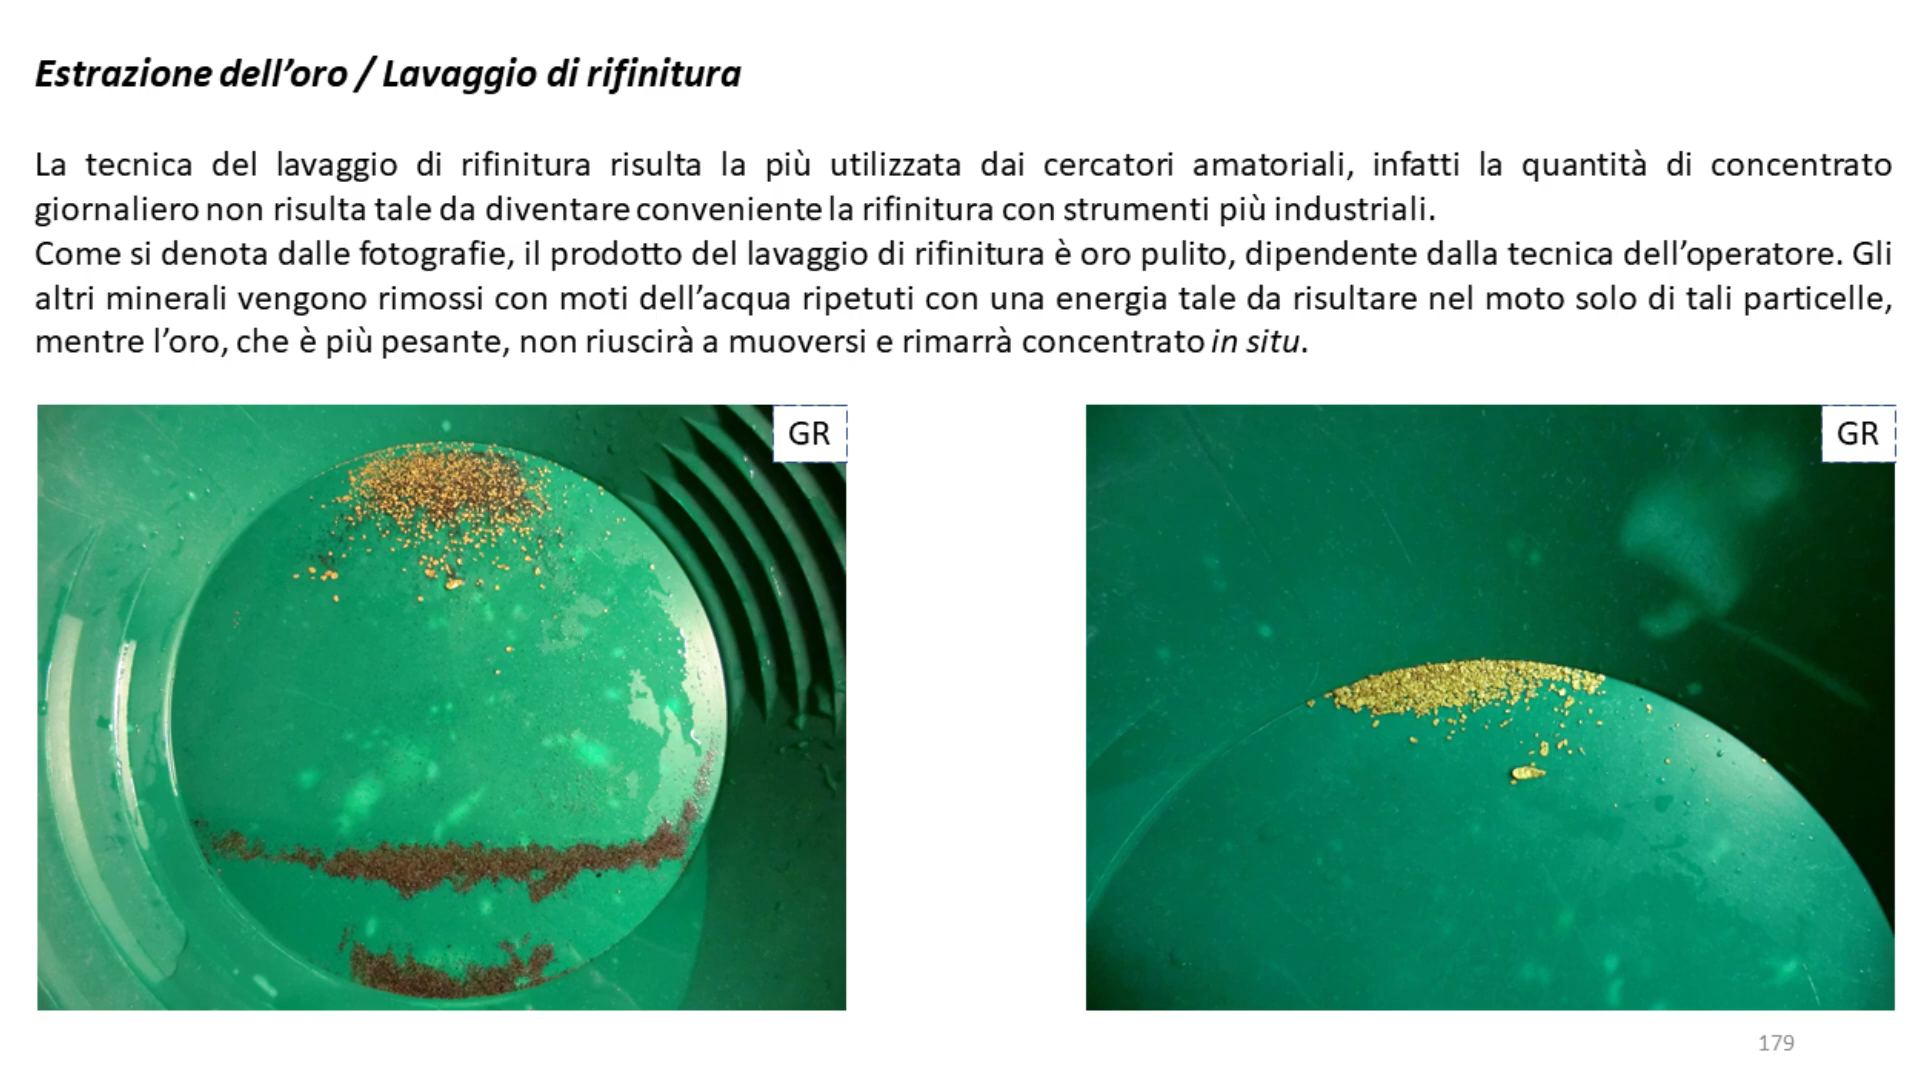 Estrazione dell’oro / Lavaggio di rifinitura
La tecnica del lavaggio di rifinitura risulta la più utilizzata dai cercatori amatoriali, infatti la quantità di concentrato
giornaliero non risulta tale da diventare conveniente la rifinitura con strumenti più industriali.
Come si denota dalle fotografie, il prodotto del lavaggio di rifinitura è oro pulito, dipendente dalla tecnica dell’operatore. Gli
altri minerali vengono rimossi con moti dell’acqua ripetuti con una energia tale da risultare nel moto solo di tali particelle,
mentre l’oro, che è più pesante, non riuscirà a muoversi e rimarrà concentrato in situ.
GR
GR
179